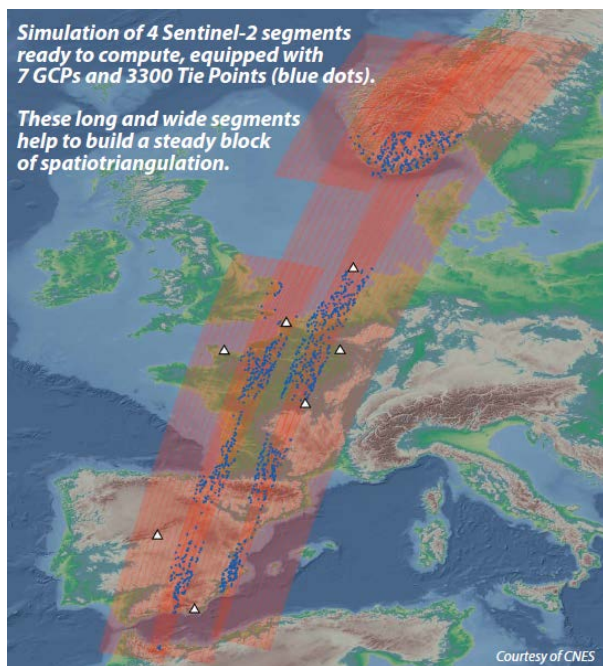 Simulation of 4 Sentinel-2 segments
ready to compute, equipped with
7 GCPs and 3300 Tie Points (blue dots).
These long and wide segments
help to build a steady block
of spatiotriangulation.
Courtesy of CNES